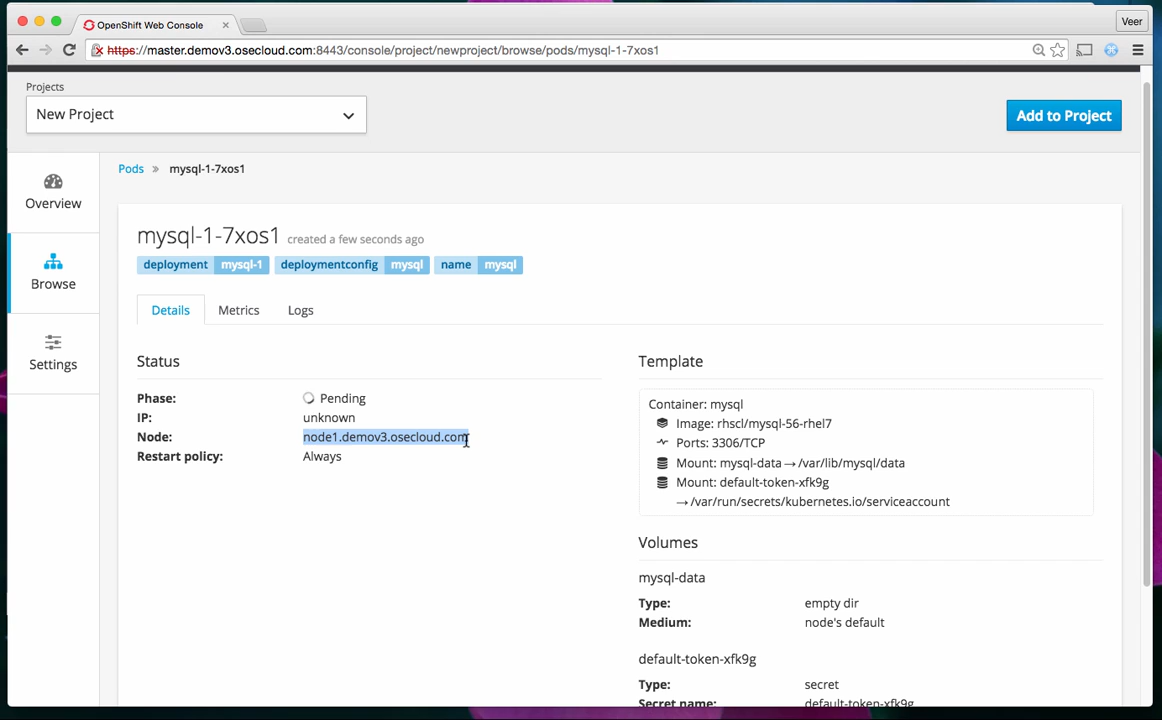 OpenShift Web Console
Veer
https://master.demov3.osecloud.com:8443/console/project/newproject/browse/pods/mysql-1-7xos1
Projects
New Project
Add to Project
Overview
Browse
Settings
Pods » mysql-1-7xos1
mysql-1-7xos1 created a few seconds ago
deployment mysql-1 deploymentconfig mysql name mysql
Details Metrics Logs
Status
Phase: Pending
IP: unknown
Node: node1.demov3.osecloud.com
Restart policy: Always
Template
Container: mysql
Image: rhscl/mysql-56-rhel7
Ports: 3306/TCP
Mount: mysql-data → /var/lib/mysql/data
Mount: default-token-xfk9g
→ /var/run/secrets/kubernetes.io/serviceaccount
Volumes
mysql-data
Type: empty dir
Medium: node's default
default-token-xfk9g
Type: secret
Secret name: default-token-xfk9g